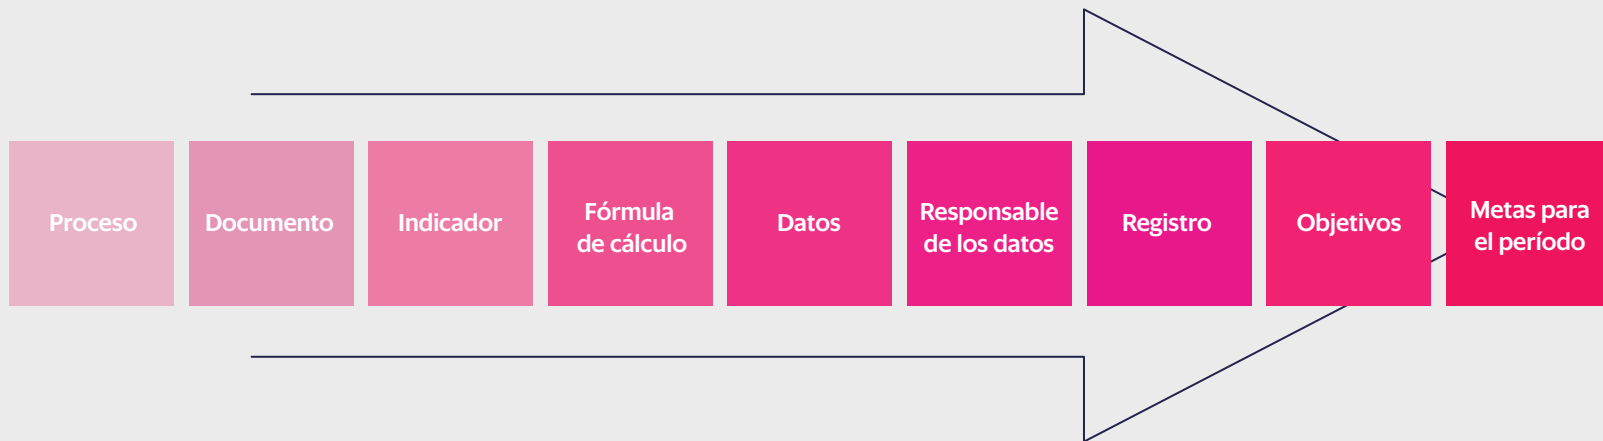 Proceso
Documento
Indicador
Fórmula
de cálculo
Datos
Responsable
de los datos
Registro
Objetivos
Metas para
el período